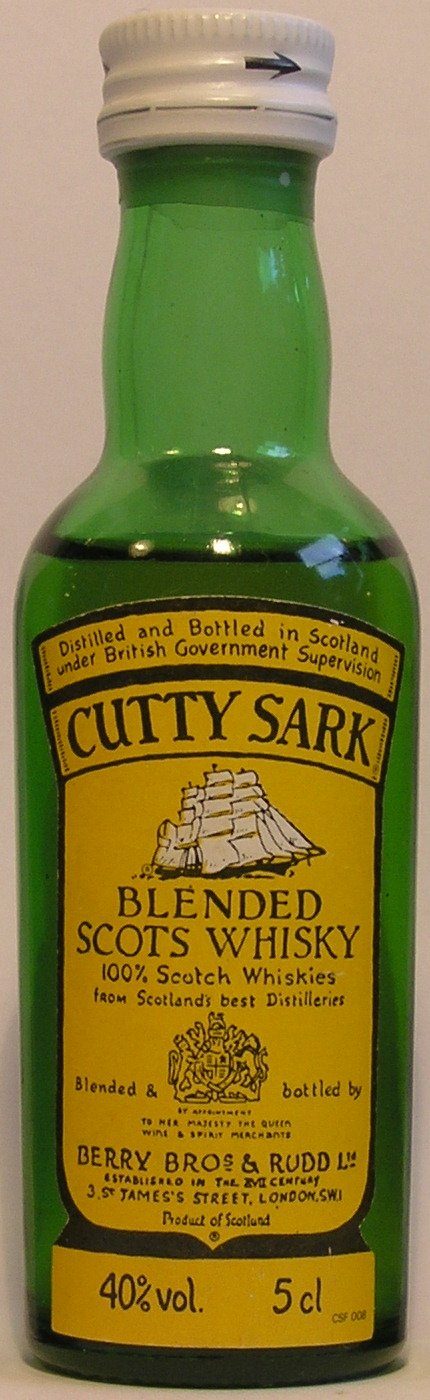 Distilled and Bottled in Scotland
under British Government Supervision
CUTTY SARK
BLENDED
SCOTS WHISKY
100% Scotch Whiskies
FROM Scotland's best Distilleries
Blended & bottled by
BY APPOINTMENT
TO HER MAJESTY THE QUEEN
WINE & SPIRIT MERCHANTS
BERRY BROS & RUDD LTD
ESTABLISHED IN THE XVII CENTURY
3, ST JAMES'S STREET, LONDON, SW1
Product of Scotland
®
40% vol. 5 cl
CSF 008